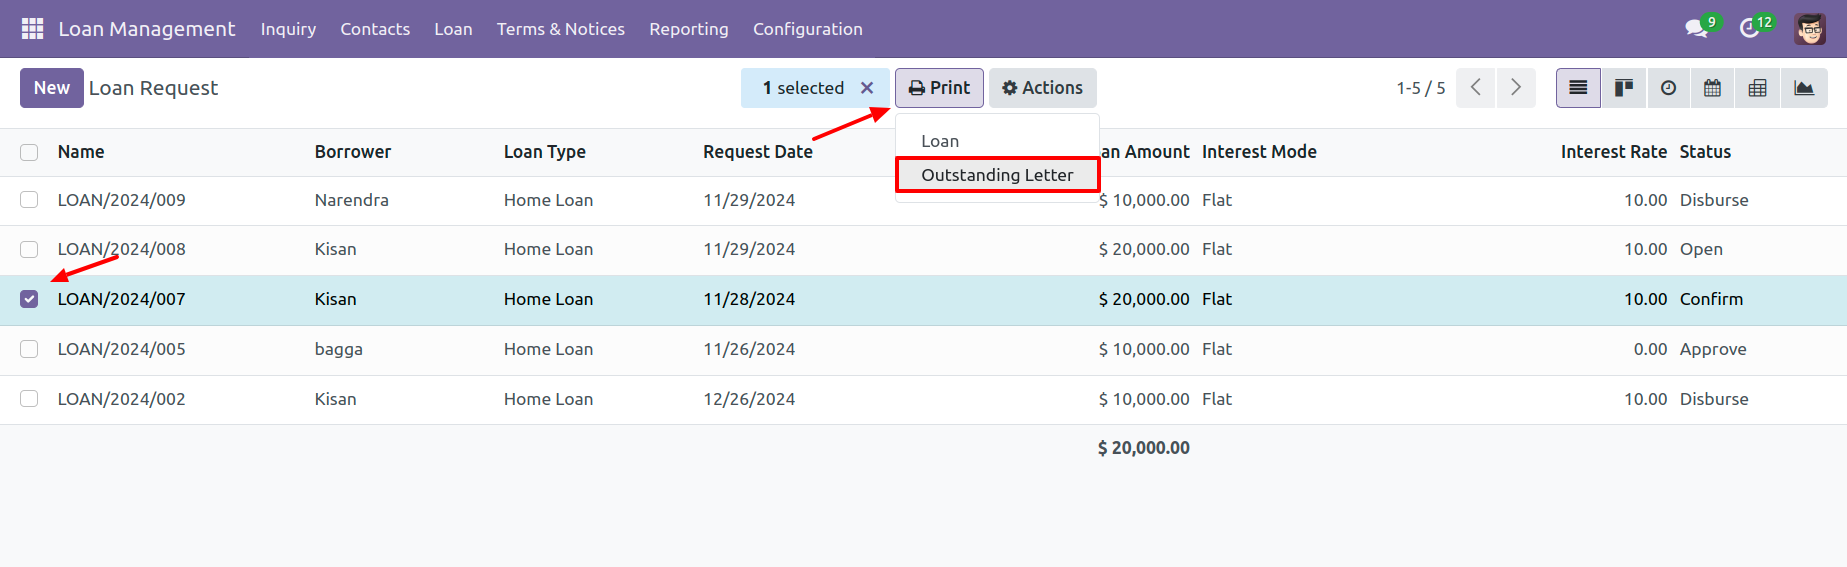 Loan Management Inquiry Contacts Loan Terms & Notices Reporting Configuration 9 12
New Loan Request 1 selected Print Actions 1-5 / 5
Loan
Outstanding Letter
Name Borrower Loan Type Request Date an Amount Interest Mode Interest Rate Status
LOAN/2024/009 Narendra Home Loan 11/29/2024 $ 10,000.00 Flat 10.00 Disburse
LOAN/2024/008 Kisan Home Loan 11/29/2024 $ 20,000.00 Flat 10.00 Open
LOAN/2024/007 Kisan Home Loan 11/28/2024 $ 20,000.00 Flat 10.00 Confirm
LOAN/2024/005 bagga Home Loan 11/26/2024 $ 10,000.00 Flat 0.00 Approve
LOAN/2024/002 Kisan Home Loan 12/26/2024 $ 10,000.00 Flat 10.00 Disburse
$ 20,000.00